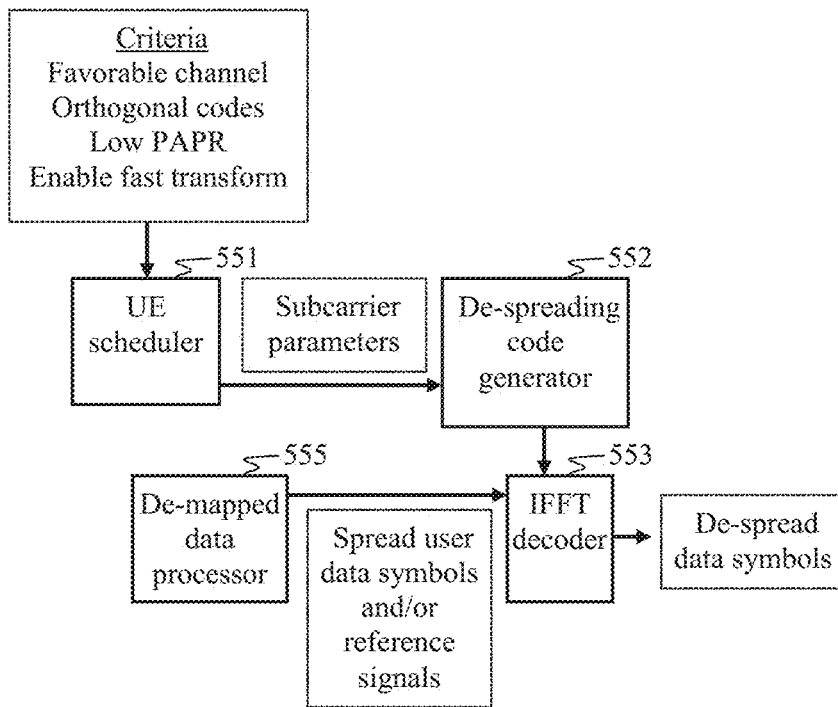 Criteria
Favorable channel
Orthogonal codes
Low PAPR
Enable fast transform
551
UE
scheduler
Subcarrier
parameters
552
De-spreading
code
generator
555
De-mapped
data
processor
Spread user
data symbols
and/or
reference
signals
553
IFFT
decoder
De-spread
data symbols